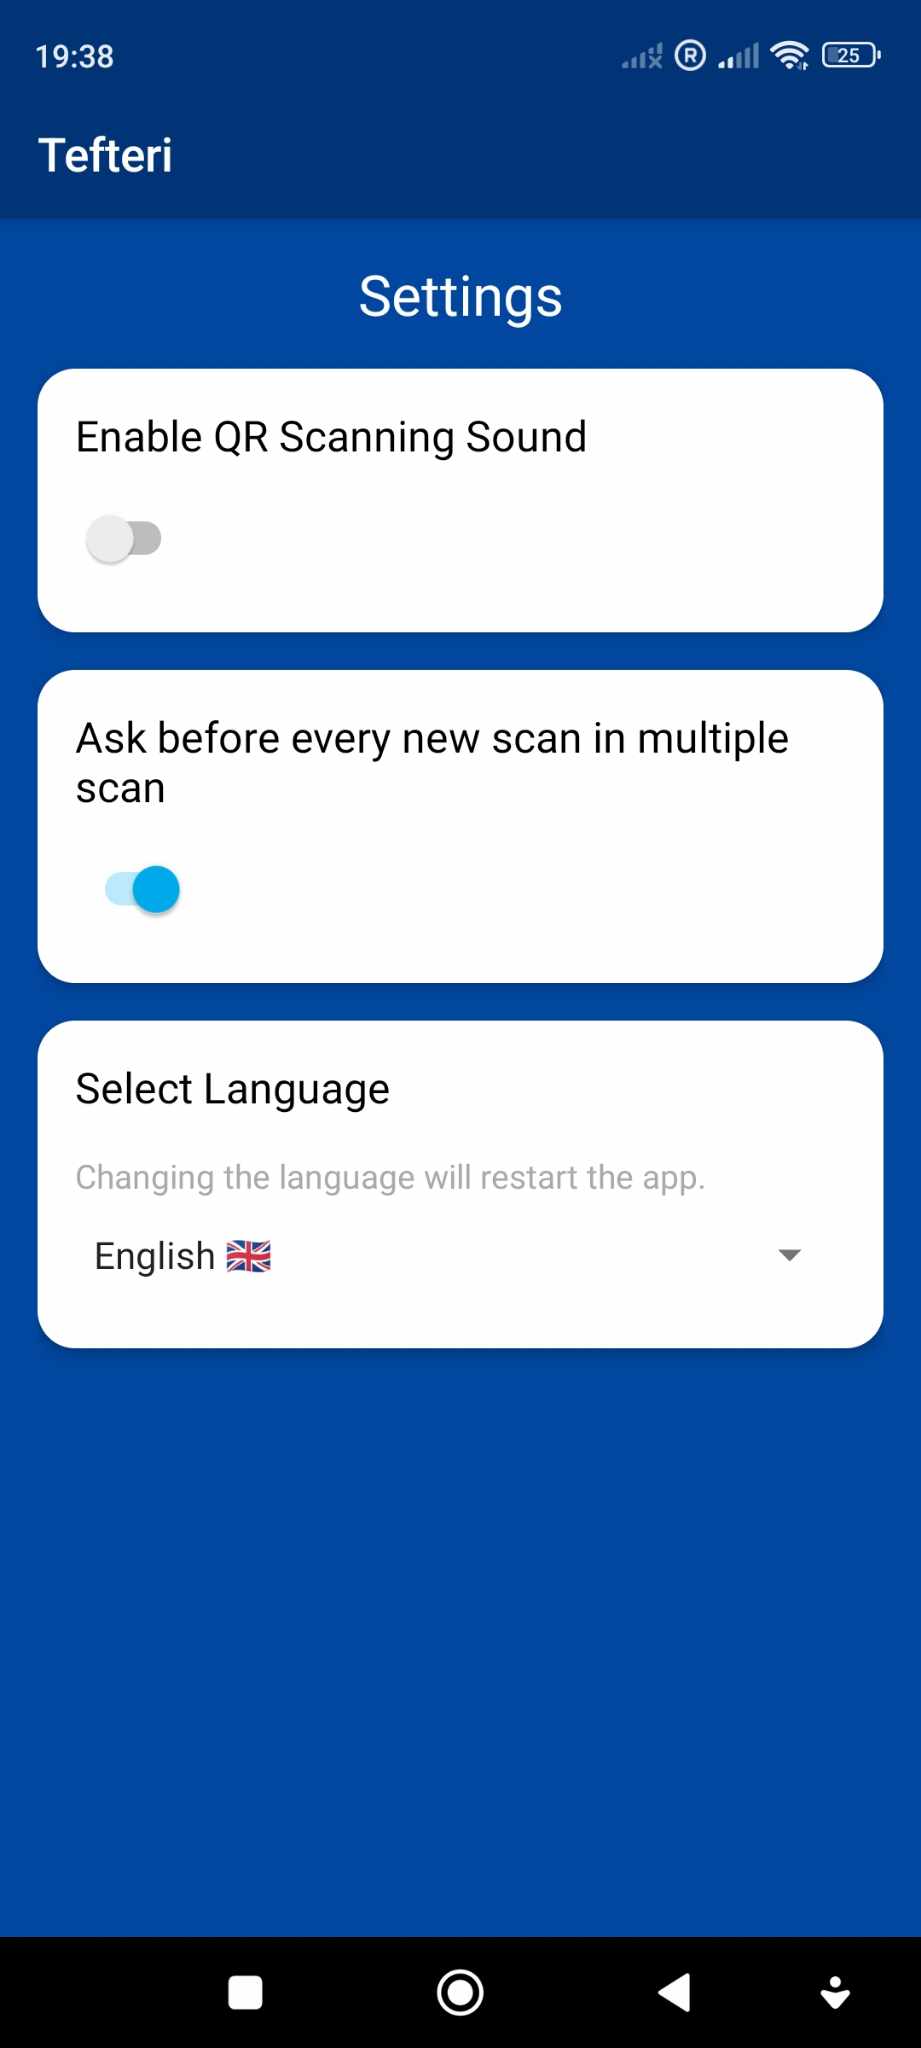 19:38
R
25
Tefteri
Settings
Enable QR Scanning Sound
Ask before every new scan in multiple
scan
Select Language
Changing the language will restart the app.
English 🇬🇧